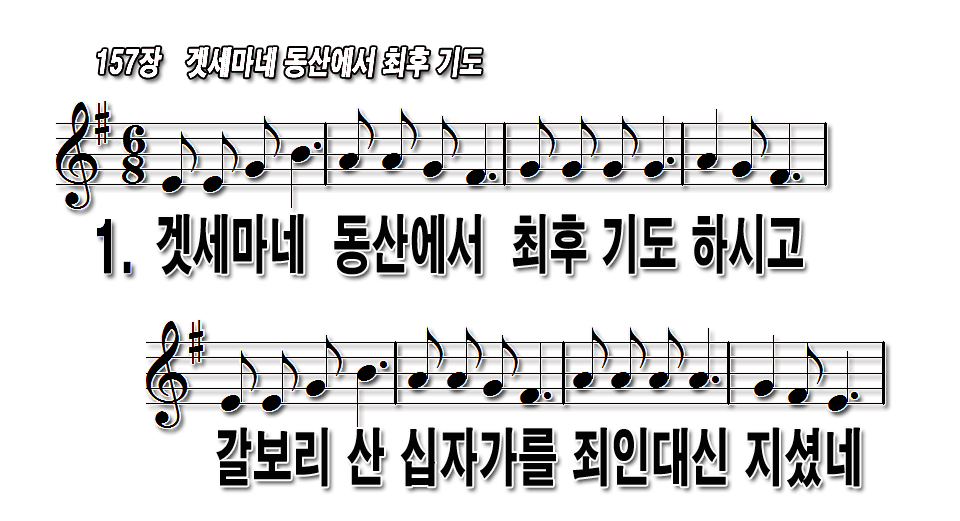 157장 겟세마네 동산에서 최후 기도
6
8
1. 겟세마네 동산에서 최후 기도 하시고
갈보리 산 십자가를 죄인대신 지셨네